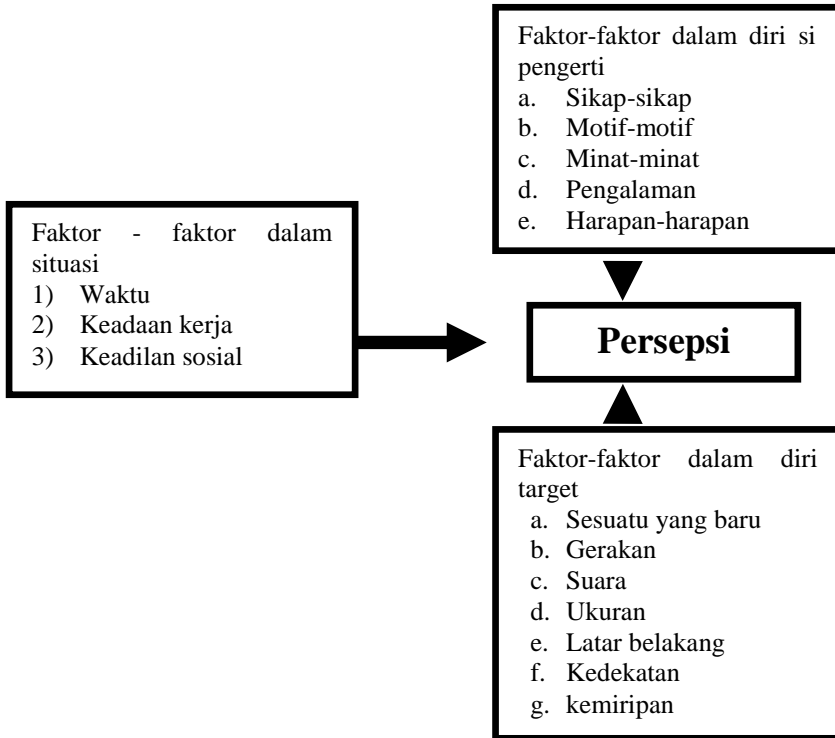 Faktor-faktor dalam diri si
pengerti
a. Sikap-sikap
b. Motif-motif
c. Minat-minat
d. Pengalaman
e. Harapan-harapan
Faktor - faktor dalam
situasi
1) Waktu
2) Keadaan kerja
3) Keadilan sosial
Persepsi
Faktor-faktor dalam diri
target
a. Sesuatu yang baru
b. Gerakan
c. Suara
d. Ukuran
e. Latar belakang
f. Kedekatan
g. kemiripan